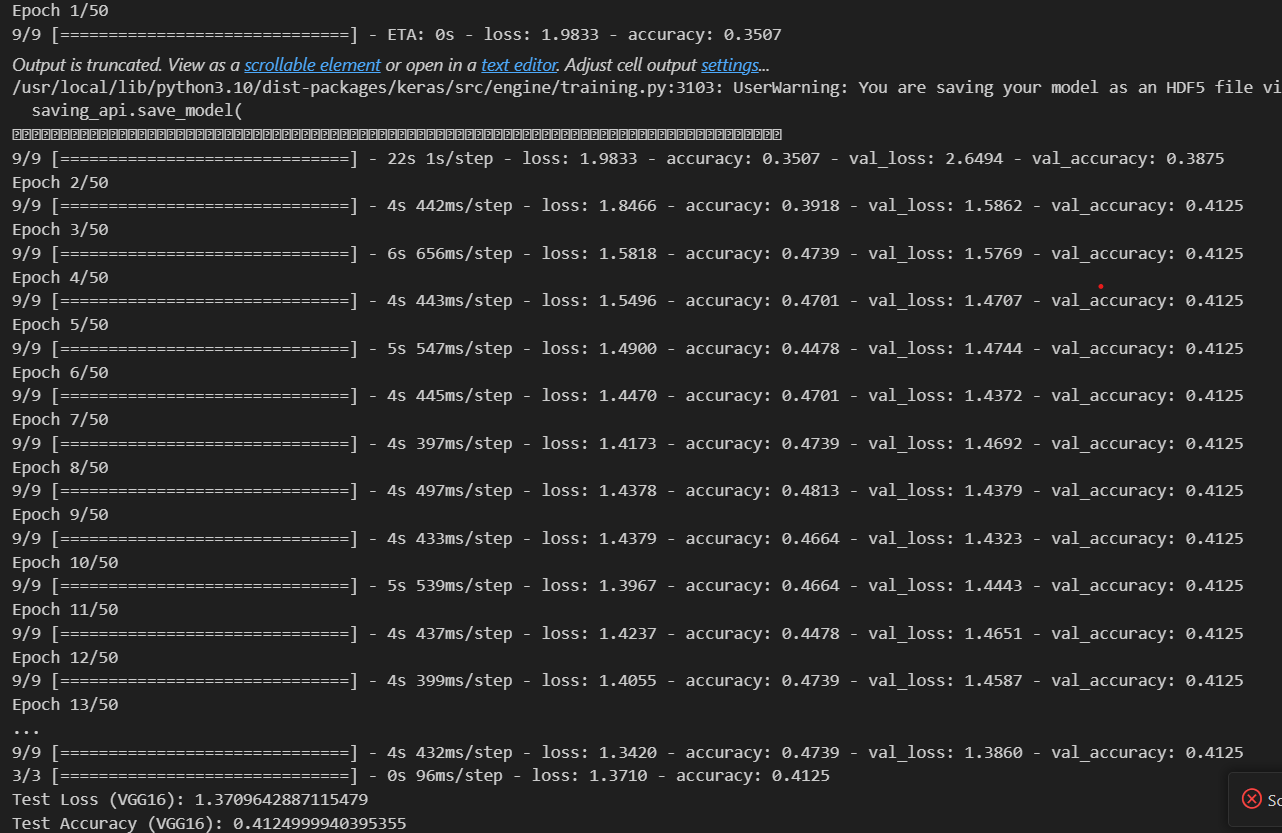 Epoch 1/50
9/9 [==============================] - ETA: 0s - loss: 1.9833 - accuracy: 0.3507
Output is truncated. View as a scrollable element or open in a text editor. Adjust cell output settings...
/usr/local/lib/python3.10/dist-packages/keras/src/engine/training.py:3103: UserWarning: You are saving your model as an HDF5 file vi
saving_api.save_model(
9/9 [==============================] - 22s 1s/step - loss: 1.9833 - accuracy: 0.3507 - val_loss: 2.6494 - val_accuracy: 0.3875
Epoch 2/50
9/9 [==============================] - 4s 442ms/step - loss: 1.8466 - accuracy: 0.3918 - val_loss: 1.5862 - val_accuracy: 0.4125
Epoch 3/50
9/9 [==============================] - 6s 656ms/step - loss: 1.5818 - accuracy: 0.4739 - val_loss: 1.5769 - val_accuracy: 0.4125
Epoch 4/50
9/9 [==============================] - 4s 443ms/step - loss: 1.5496 - accuracy: 0.4701 - val_loss: 1.4707 - val_accuracy: 0.4125
Epoch 5/50
9/9 [==============================] - 5s 547ms/step - loss: 1.4900 - accuracy: 0.4478 - val_loss: 1.4744 - val_accuracy: 0.4125
Epoch 6/50
9/9 [==============================] - 4s 445ms/step - loss: 1.4470 - accuracy: 0.4701 - val_loss: 1.4372 - val_accuracy: 0.4125
Epoch 7/50
9/9 [==============================] - 4s 397ms/step - loss: 1.4173 - accuracy: 0.4739 - val_loss: 1.4692 - val_accuracy: 0.4125
Epoch 8/50
9/9 [==============================] - 4s 497ms/step - loss: 1.4378 - accuracy: 0.4813 - val_loss: 1.4379 - val_accuracy: 0.4125
Epoch 9/50
9/9 [==============================] - 4s 433ms/step - loss: 1.4379 - accuracy: 0.4664 - val_loss: 1.4323 - val_accuracy: 0.4125
Epoch 10/50
9/9 [==============================] - 5s 539ms/step - loss: 1.3967 - accuracy: 0.4664 - val_loss: 1.4443 - val_accuracy: 0.4125
Epoch 11/50
9/9 [==============================] - 4s 437ms/step - loss: 1.4237 - accuracy: 0.4478 - val_loss: 1.4651 - val_accuracy: 0.4125
Epoch 12/50
9/9 [==============================] - 4s 399ms/step - loss: 1.4055 - accuracy: 0.4739 - val_loss: 1.4587 - val_accuracy: 0.4125
Epoch 13/50
...
9/9 [==============================] - 4s 432ms/step - loss: 1.3420 - accuracy: 0.4739 - val_loss: 1.3860 - val_accuracy: 0.4125
3/3 [==============================] - 0s 96ms/step - loss: 1.3710 - accuracy: 0.4125
Test Loss (VGG16): 1.3709642887115479
Test Accuracy (VGG16): 0.4124999940395355